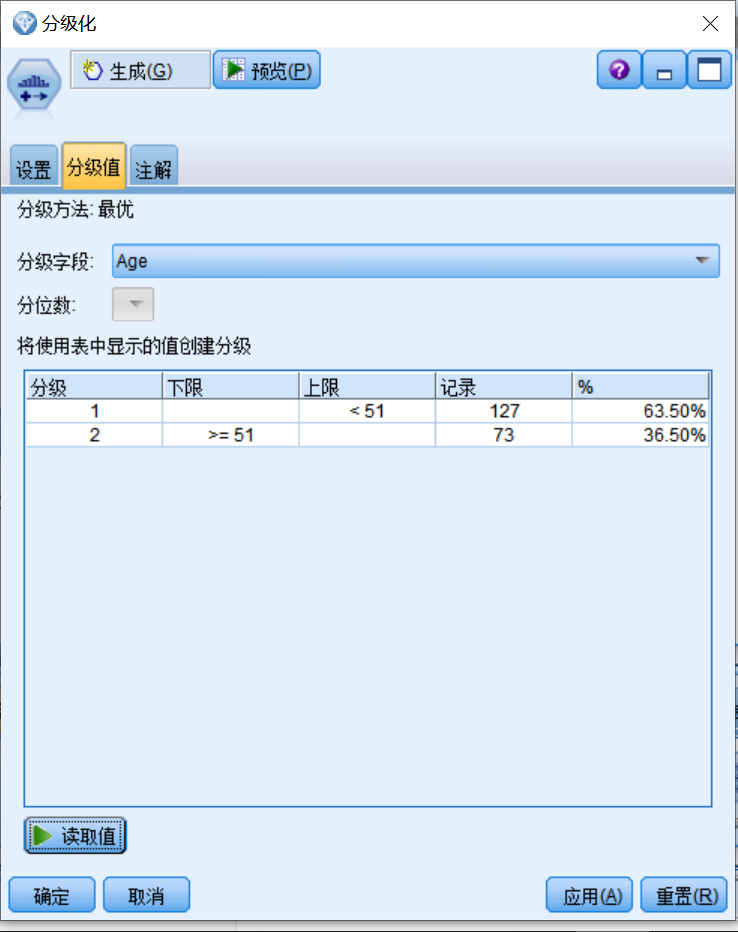 分级化
生成(G) 预览(P)
设置 分级值 注解
分级方法: 最优
分级字段: Age
分位数:
将使用表中显示的值创建分级
分级 下限 上限 记录 %
1 < 51 127 63.50%
2 >= 51 73 36.50%
读取值
确定 取消 应用(A) 重置(R)